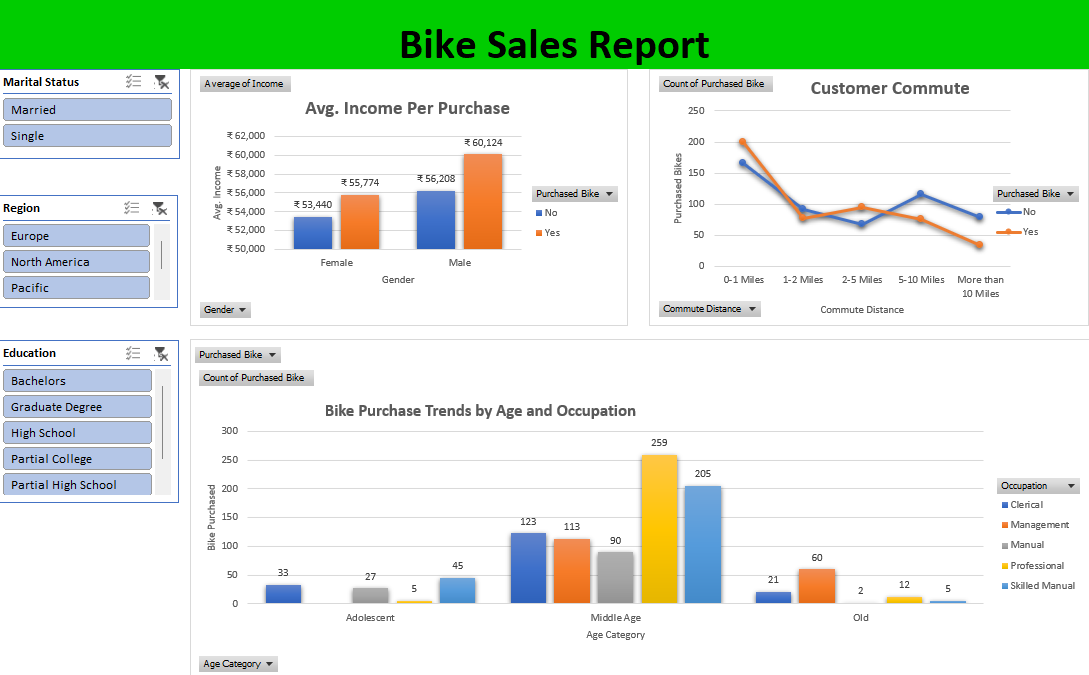 Bike Sales Report
Marital Status
Married
Single
Region
Europe
North America
Pacific
Education
Bachelors
Graduate Degree
High School
Partial College
Partial High School
Average of Income
Avg. Income Per Purchase
₹ 62,000
₹ 60,000
₹ 58,000
₹ 56,000
₹ 54,000
₹ 52,000
₹ 50,000
Avg. Income
₹ 53,440
₹ 55,774
₹ 56,208
₹ 60,124
Female
Male
Gender
Purchased Bike
No
Yes
Gender
Count of Purchased Bike
Customer Commute
250
200
150
100
50
0
Purchased Bikes
0-1 Miles
1-2 Miles
2-5 Miles
5-10 Miles
More than
10 Miles
Commute Distance
Purchased Bike
No
Yes
Commute Distance
Purchased Bike
Count of Purchased Bike
Bike Purchase Trends by Age and Occupation
300
250
200
150
100
50
0
Bike Purchased
33
27
5
45
123
113
90
259
205
21
60
2
12
5
Adolescent
Middle Age
Old
Age Category
Occupation
Clerical
Management
Manual
Professional
Skilled Manual
Age Category